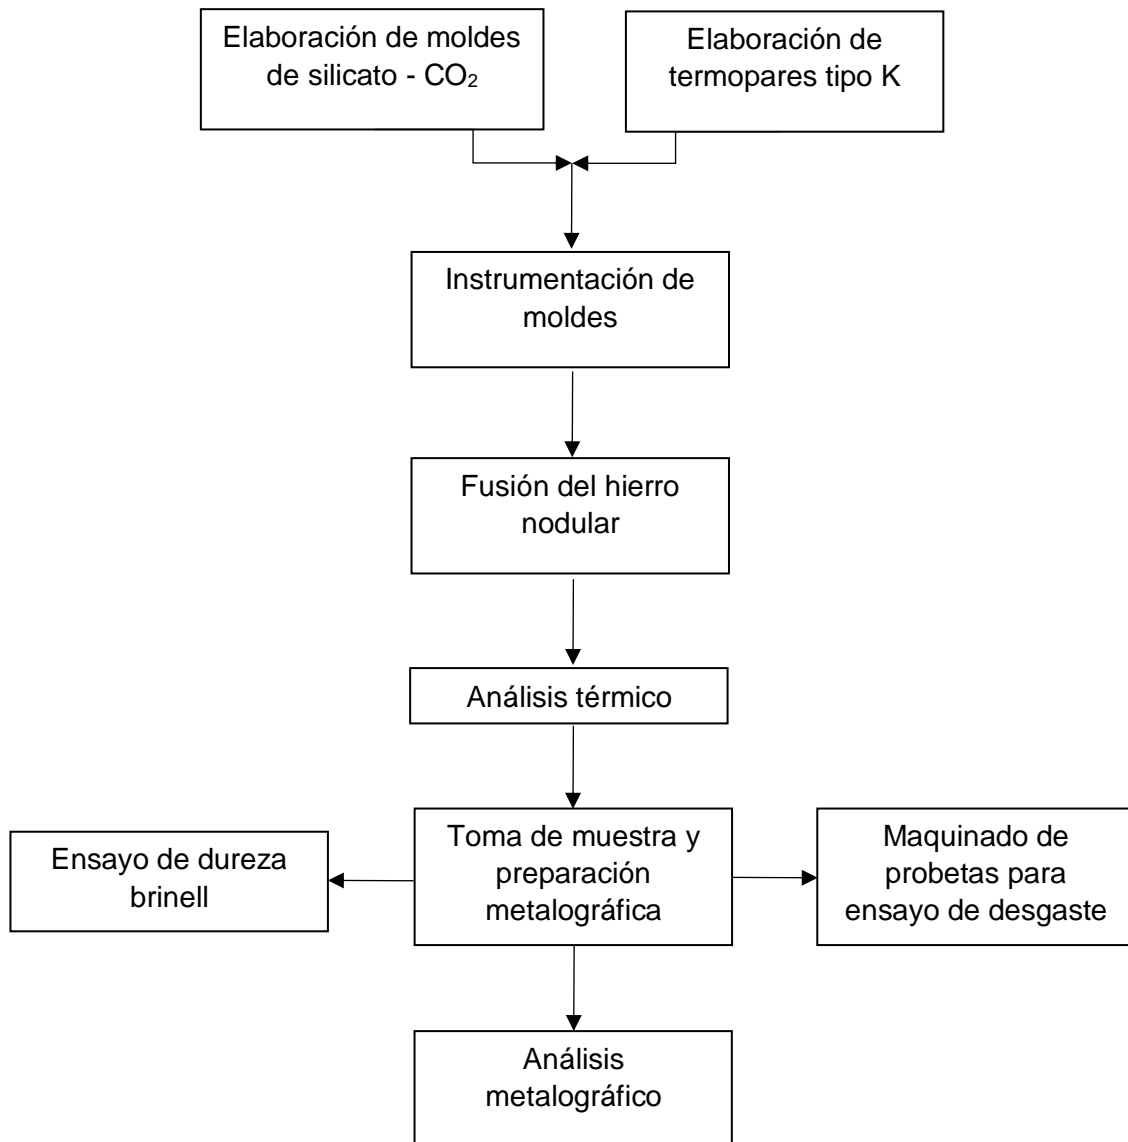 Elaboración de moldes
de silicato - CO₂
Elaboración de
termopares tipo K
Instrumentación de
moldes
Fusión del hierro
nodular
Análisis térmico
Ensayo de dureza
brinell
Toma de muestra y
preparación
metalográfica
Maquinado de
probetas para
ensayo de desgaste
Análisis
metalográfico